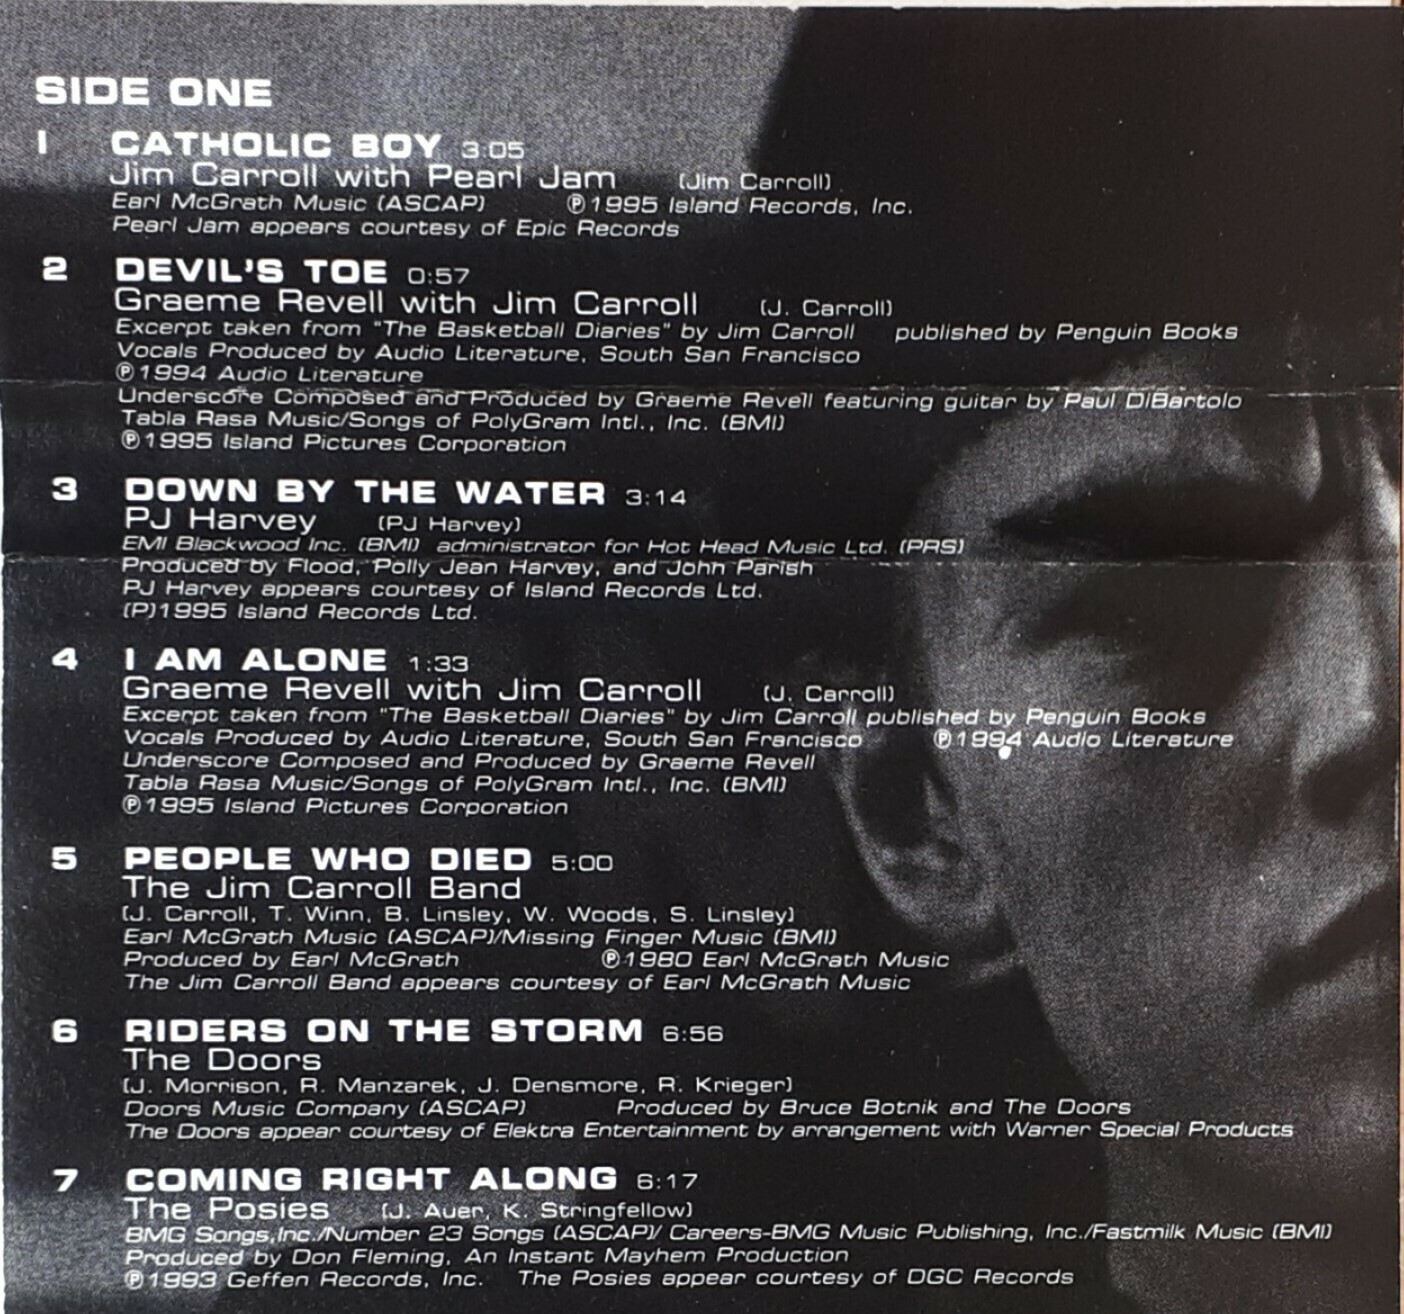 SIDE ONE
1 CATHOLIC BOY 3:05
Jim Carroll with Pearl Jam (Jim Carroll)
Earl McGrath Music (ASCAP) ℗1995 Island Records, Inc.
Pearl Jam appears courtesy of Epic Records
2 DEVIL'S TOE 0:57
Graeme Revell with Jim Carroll (J. Carroll)
Excerpt taken from "The Basketball Diaries" by Jim Carroll published by Penguin Books
Vocals Produced by Audio Literature, South San Francisco
℗1994 Audio Literature
Underscore Composed and Produced by Graeme Revell featuring guitar by Paul DiBartolo
Tabla Rasa Music/Songs of PolyGram Intl., Inc. (BMI)
℗1995 Island Pictures Corporation
3 DOWN BY THE WATER 3:14
PJ Harvey (PJ Harvey)
EMI Blackwood Inc. (BMI) administrator for Hot Head Music Ltd. (PRS)
Produced by Flood, Polly Jean Harvey, and John Parish
PJ Harvey appears courtesy of Island Records Ltd.
(P)1995 Island Records Ltd.
4 I AM ALONE 1:33
Graeme Revell with Jim Carroll (J. Carroll)
Excerpt taken from "The Basketball Diaries" by Jim Carroll published by Penguin Books
Vocals Produced by Audio Literature, South San Francisco ℗1994 Audio Literature
Underscore Composed and Produced by Graeme Revell
Tabla Rasa Music/Songs of PolyGram Intl., Inc. (BMI)
℗1995 Island Pictures Corporation
5 PEOPLE WHO DIED 5:00
The Jim Carroll Band
(J. Carroll, T. Winn, B. Linsley, W. Woods, S. Linsley)
Earl McGrath Music (ASCAP)/Missing Finger Music (BMI)
Produced by Earl McGrath ℗1980 Earl McGrath Music
The Jim Carroll Band appears courtesy of Earl McGrath Music
6 RIDERS ON THE STORM 6:56
The Doors
(J. Morrison, R. Manzarek, J. Densmore, R. Krieger)
Doors Music Company (ASCAP) Produced by Bruce Botnik and The Doors
The Doors appear courtesy of Elektra Entertainment by arrangement with Warner Special Products
7 COMING RIGHT ALONG 6:17
The Posies (J. Auer, K. Stringfellow)
BMG Songs,Inc./Number 23 Songs (ASCAP)/ Careers-BMG Music Publishing, Inc./Fastmilk Music (BMI)
Produced by Don Fleming, An Instant Mayhem Production
℗1993 Geffen Records, Inc. The Posies appear courtesy of DGC Records